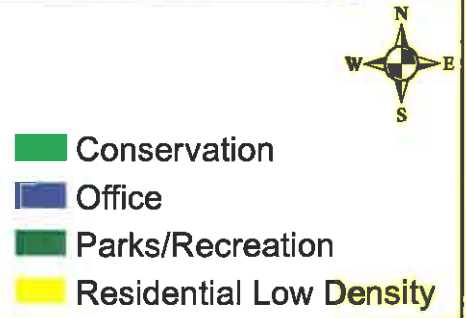 N
W E
S
Conservation
Office
Parks/Recreation
Residential Low Density